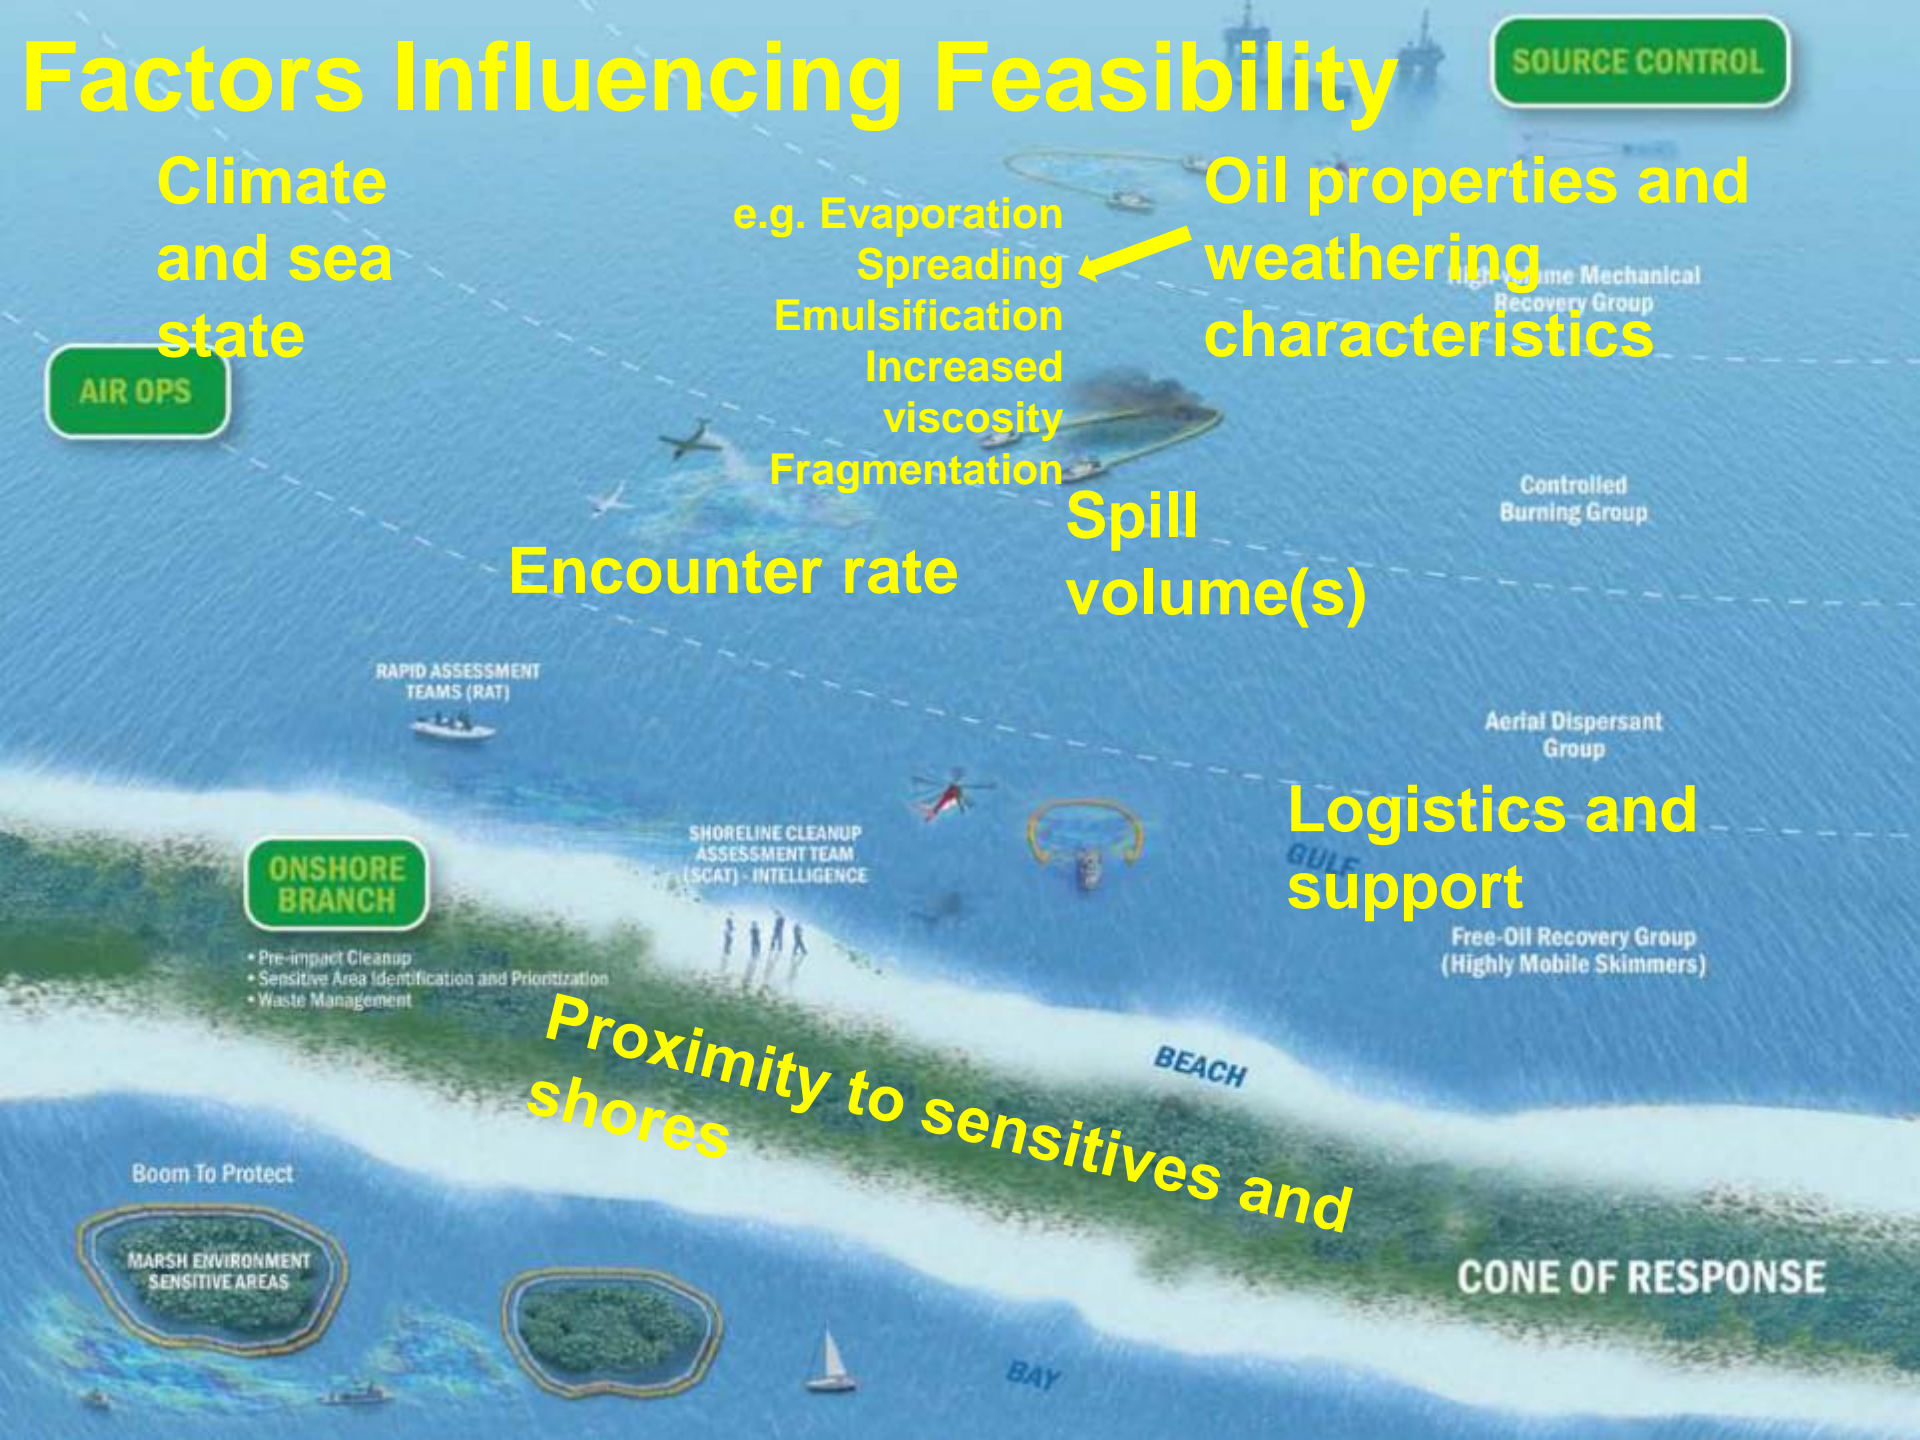 Factors Influencing Feasibility
SOURCE CONTROL
Climate
and sea
state
e.g. Evaporation
Spreading
Emulsification
Increased
viscosity
Fragmentation
Oil properties and
weathering
characteristics
High-volume Mechanical
Recovery Group
AIR OPS
Controlled
Burning Group
Spill
volume(s)
Encounter rate
RAPID ASSESSMENT
TEAMS (RAT)
Aerial Dispersant
Group
Logistics and
support
GULF
SHORELINE CLEANUP
ASSESSMENT TEAM
(SCAT) - INTELLIGENCE
ONSHORE
BRANCH
• Pre-impact Cleanup
• Sensitive Area Identification and Prioritization
• Waste Management
Free-Oil Recovery Group
(Highly Mobile Skimmers)
Proximity to sensitives and
shores
BEACH
Boom To Protect
MARSH ENVIRONMENT
SENSITIVE AREAS
CONE OF RESPONSE
BAY